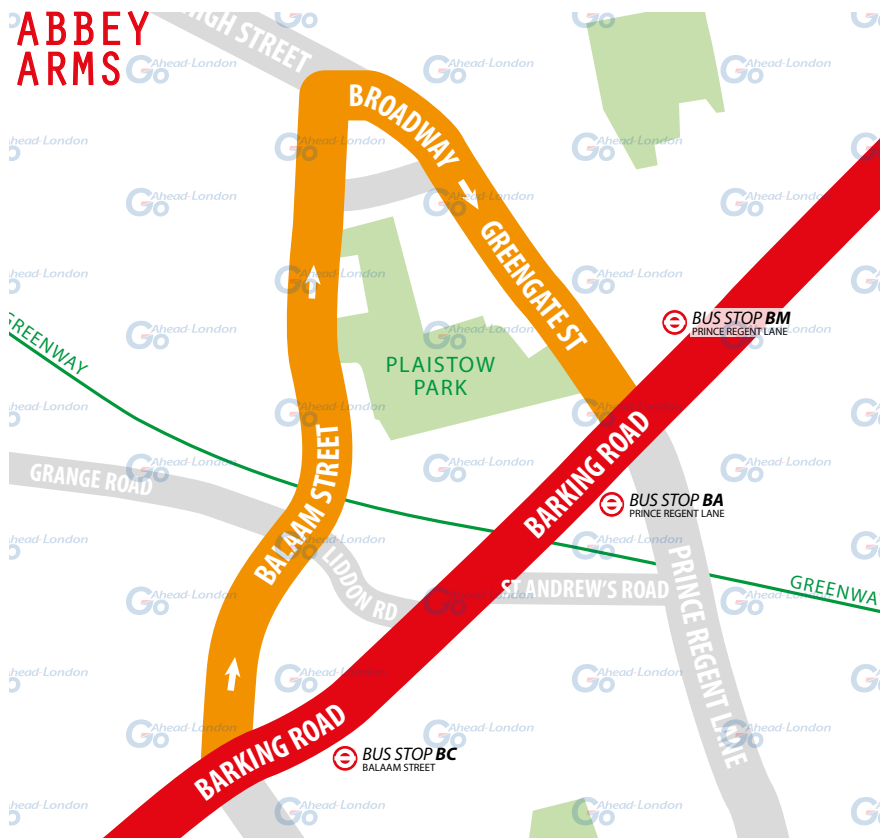 ABBEY
ARMS
HIGH STREET
BROADWAY
GREENGATE ST
BUS STOP BM
PRINCE REGENT LANE
GREENWAY
PLAISTOW
PARK
BARKING ROAD
GRANGE ROAD
BALAAM STREET
BUS STOP BA
PRINCE REGENT LANE
LIDDON RD
ST ANDREW'S ROAD
PRINCE REGENT LANE
GREENWAY
BARKING ROAD
BUS STOP BC
BALAAM STREET
Go Ahead-London